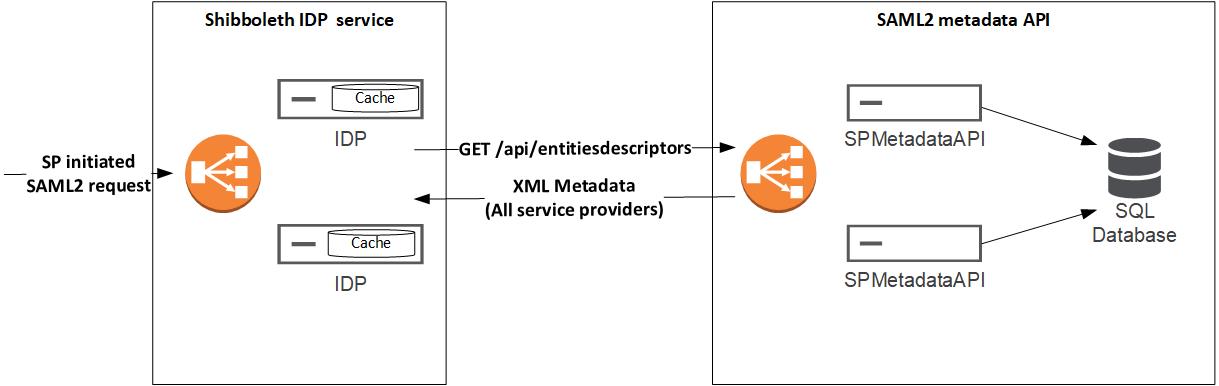 Shibboleth IDP service
SAML2 metadata API
Cache
IDP
SP initiated
SAML2 request
GET /api/entitiesdescriptors
XML Metadata
(All service providers)
Cache
IDP
SPMetadataAPI
SPMetadataAPI
SQL
Database